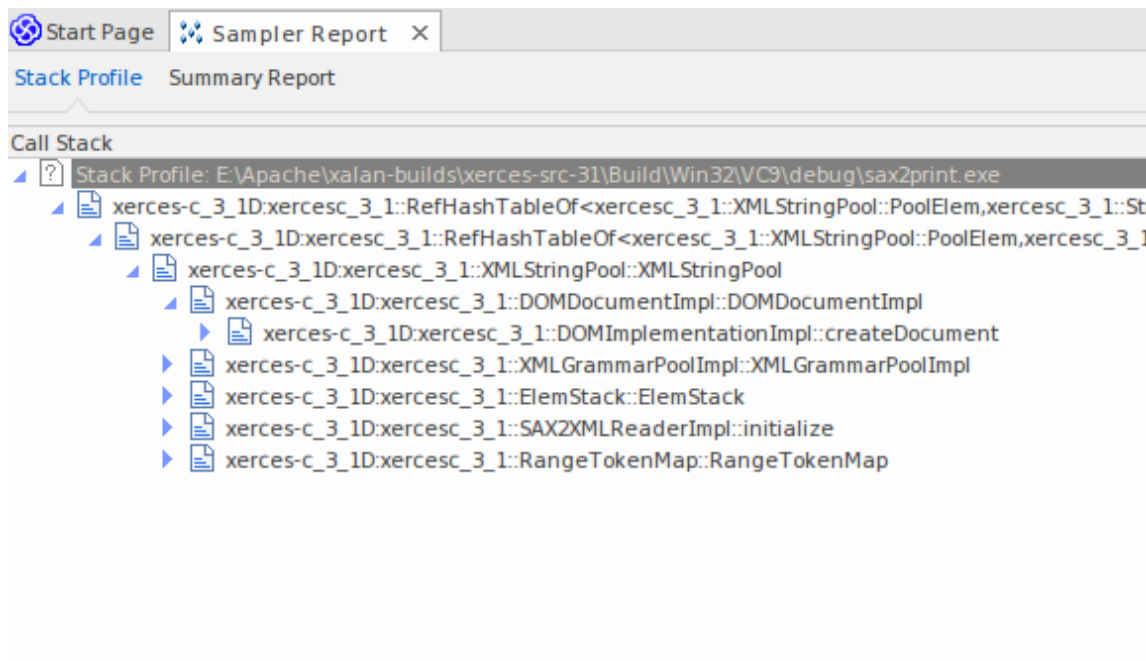 Start Page Sampler Report ×
Stack Profile Summary Report
Call Stack
? Stack Profile: E:\Apache\xalan-builds\xerces-src-31\Build\Win32\VC9\debug\sax2print.exe
xerces-c_3_1D:xercesc_3_1::RefHashTableOf<xercesc_3_1::XMLStringPool::PoolElem,xercesc_3_1::St
xerces-c_3_1D:xercesc_3_1::RefHashTableOf<xercesc_3_1::XMLStringPool::PoolElem,xercesc_3_1
xerces-c_3_1D:xercesc_3_1::XMLStringPool::XMLStringPool
xerces-c_3_1D:xercesc_3_1::DOMDocumentImpl::DOMDocumentImpl
xerces-c_3_1D:xercesc_3_1::DOMImplementationImpl::createDocument
xerces-c_3_1D:xercesc_3_1::XMLGrammarPoolImpl::XMLGrammarPoolImpl
xerces-c_3_1D:xercesc_3_1::ElemStack::ElemStack
xerces-c_3_1D:xercesc_3_1::SAX2XMLReaderImpl::initialize
xerces-c_3_1D:xercesc_3_1::RangeTokenMap::RangeTokenMap